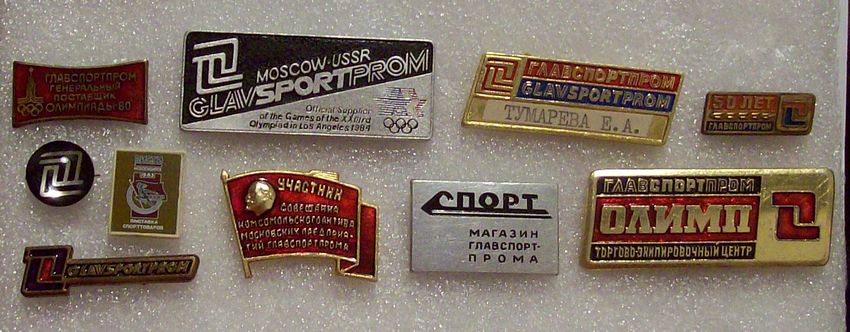 ГЛАВСПОРТПРОМ
ГЕНЕРАЛЬНЫЙ
ПОСТАВЩИК
ОЛИМПИАДЫ·80
MOSCOW·USSR
GLAVSPORTPROM
Official Supplier
of the Games of the XXIIIrd
Olympiad in Los Angeles 1984
ГЛАВСПОРТПРОМ
GLAVSPORTPROM
ТУМАРЕВА Е.А.
50 ЛЕТ
ГЛАВСПОРТПРОМ
ВЫСТАВКА
СПОРТТОВАРОВ
GLAVSPORTPROM
УЧАСТНИК
СОВЕЩАНИЯ
КОМСОМОЛЬСКОГО АКТИВА
МОСКОВСКИХ ПРЕДПРИЯ-
ТИЙ ГЛАВСПОРТПРОМА
СПОРТ
МАГАЗИН
ГЛАВСПОРТ-
ПРОМА
ГЛАВСПОРТПРОМ
ОЛИМП
ТОРГОВО-ЭКИПИРОВОЧНЫЙ ЦЕНТР